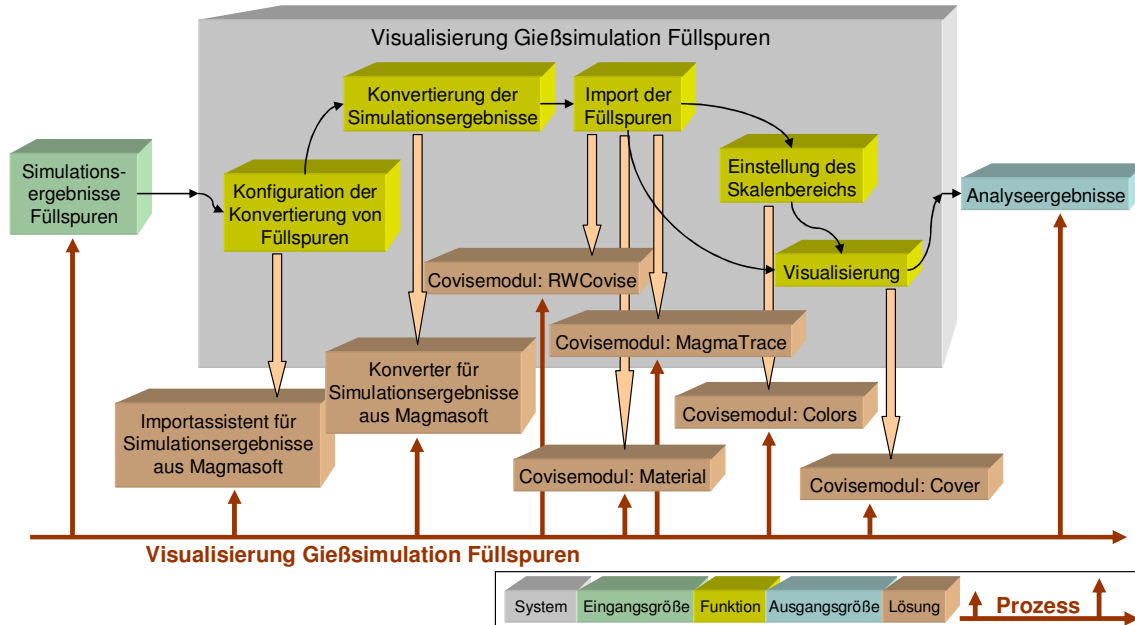 Visualisierung Gießsimulation Füllspuren
Konvertierung der
Simulationsergebnisse
Import der
Füllspuren
Simulations-
ergebnisse
Füllspuren
Konfiguration der
Konvertierung von
Füllspuren
Einstellung des
Skalenbereichs
Analyseergebnisse
Visualisierung
Covisemodul: RWCovise
Covisemodul: MagmaTrace
Konverter für
Simulationsergebnisse
aus Magmasoft
Importassistent für
Simulationsergebnisse
aus Magmasoft
Covisemodul: Colors
Covisemodul: Material
Covisemodul: Cover
Visualisierung Gießsimulation Füllspuren
System
Eingangsgröße
Funktion
Ausgangsgröße
Lösung
Prozess